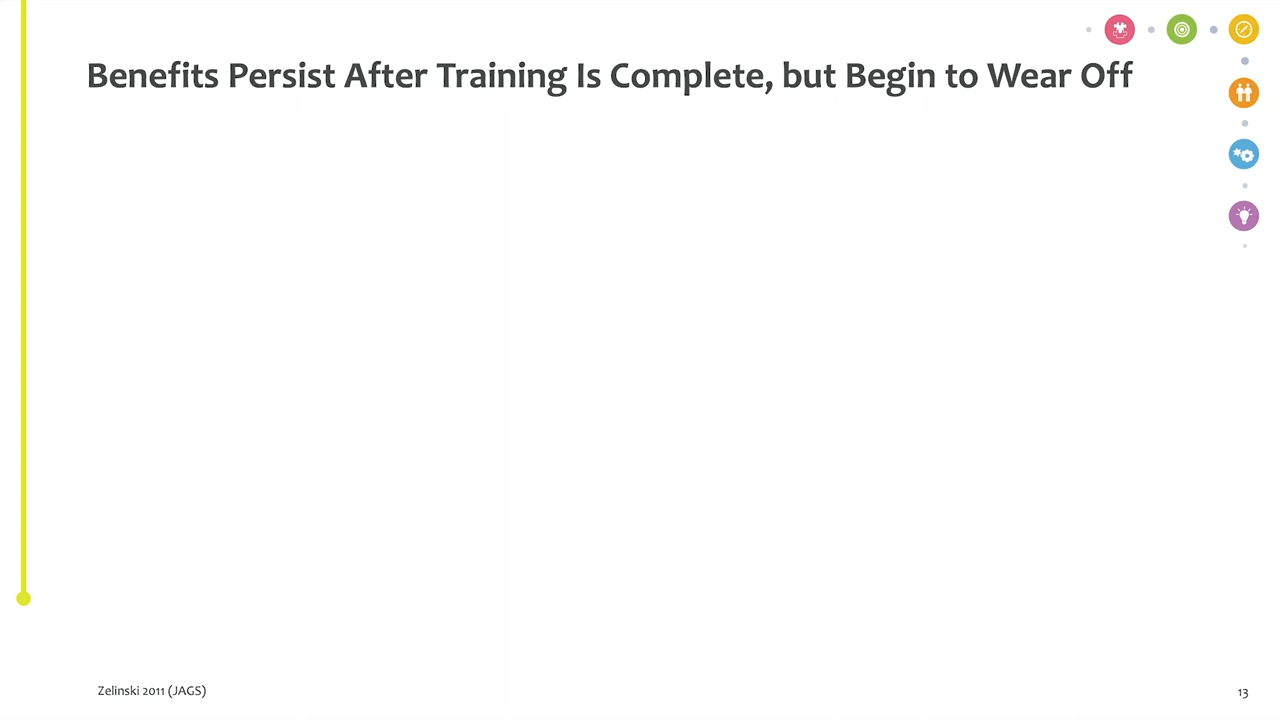 Benefits Persist After Training Is Complete, but Begin to Wear Off
Zelinski 2011 (JAGS)
13